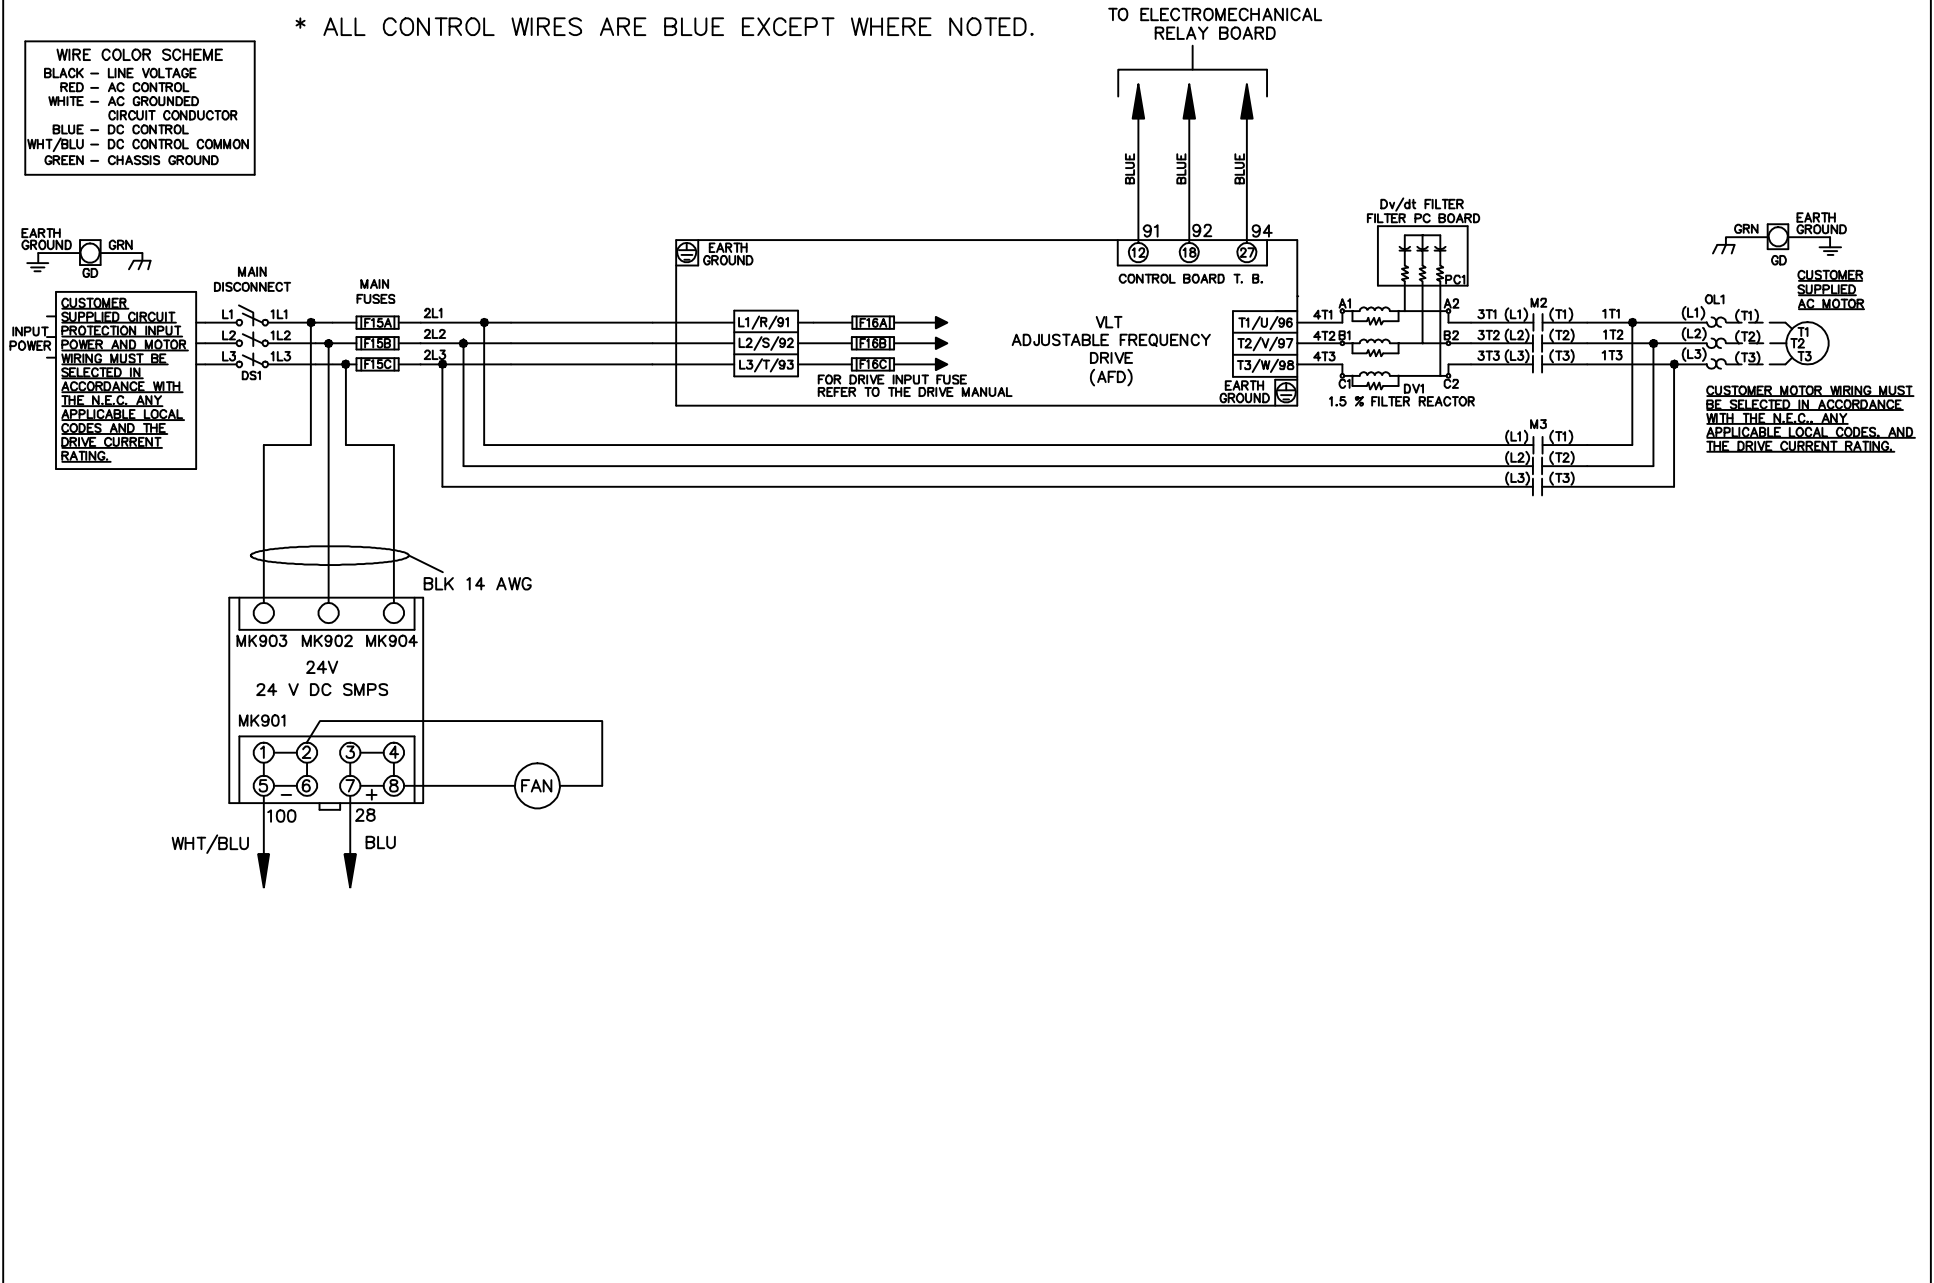 * ALL CONTROL WIRES ARE BLUE EXCEPT WHERE NOTED.
TO ELECTROMECHANICAL
RELAY BOARD
WIRE COLOR SCHEME
BLACK – LINE VOLTAGE
RED – AC CONTROL
WHITE – AC GROUNDED
CIRCUIT CONDUCTOR
BLUE – DC CONTROL
WHT/BLU – DC CONTROL COMMON
GREEN – CHASSIS GROUND
BLUE
BLUE
BLUE
91 92 94
12 18 27
CONTROL BOARD T. B.
EARTH
GROUND
GRN
GD
INPUT
POWER
CUSTOMER
SUPPLIED CIRCUIT
PROTECTION INPUT
POWER AND MOTOR
WIRING MUST BE
SELECTED IN
ACCORDANCE WITH
THE N.E.C. ANY
APPLICABLE LOCAL
CODES AND THE
DRIVE CURRENT
RATING.
MAIN
DISCONNECT
L1 1L1
L2 1L2
L3 1L3
DS1
MAIN
FUSES
F15A
F15B
F15C
2L1
2L2
2L3
EARTH
GROUND
L1/R/91
L2/S/92
L3/T/93
F16A
F16B
F16C
FOR DRIVE INPUT FUSE
REFER TO THE DRIVE MANUAL
VLT
ADJUSTABLE FREQUENCY
DRIVE
(AFD)
T1/U/96
T2/V/97
T3/W/98
EARTH
GROUND
Dv/dt FILTER
FILTER PC BOARD
PC1
4T1 A1 A2
4T2 B1 B2
4T3 C1 C2
DV1
1.5 % FILTER REACTOR
M2
3T1 (L1) (T1) 1T1
3T2 (L2) (T2) 1T2
3T3 (L3) (T3) 1T3
M3
(L1) (T1)
(L2) (T2)
(L3) (T3)
OL1
(L1) (T1)
(L2) (T2)
(L3) (T3)
T1
T2
T3
GRN
EARTH
GROUND
GD
CUSTOMER
SUPPLIED
AC MOTOR
CUSTOMER MOTOR WIRING MUST
BE SELECTED IN ACCORDANCE
WITH THE N.E.C.. ANY
APPLICABLE LOCAL CODES. AND
THE DRIVE CURRENT RATING.
BLK 14 AWG
MK903 MK902 MK904
24V
24 V DC SMPS
MK901
1 2 3 4
5 – 6 7 + 8
FAN
100 28
WHT/BLU BLU